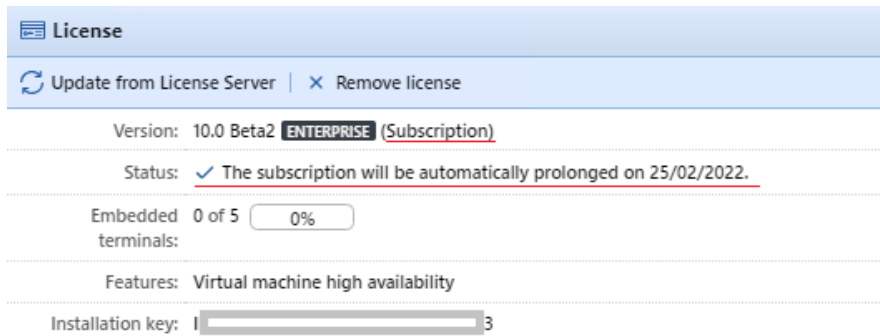 License
Update from License Server | Remove license
Version: 10.0 Beta2 ENTERPRISE (Subscription)
Status: The subscription will be automatically prolonged on 25/02/2022.
Embedded terminals: 0 of 5 0%
Features: Virtual machine high availability
Installation key: I 3